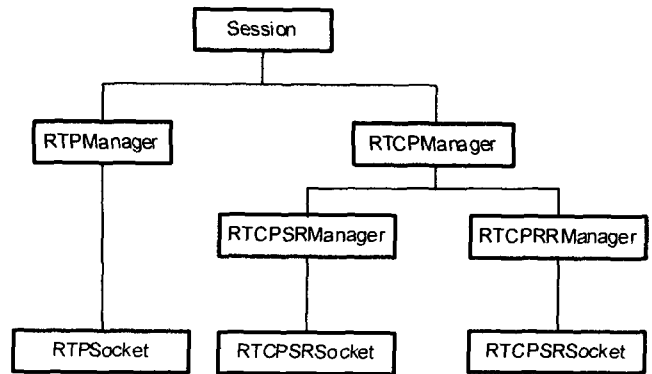 Session
RTPManager
RTCPManager
RTCPSRManager
RTCPRRManager
RTPSocket
RTCPSRSocket
RTCPSRSocket